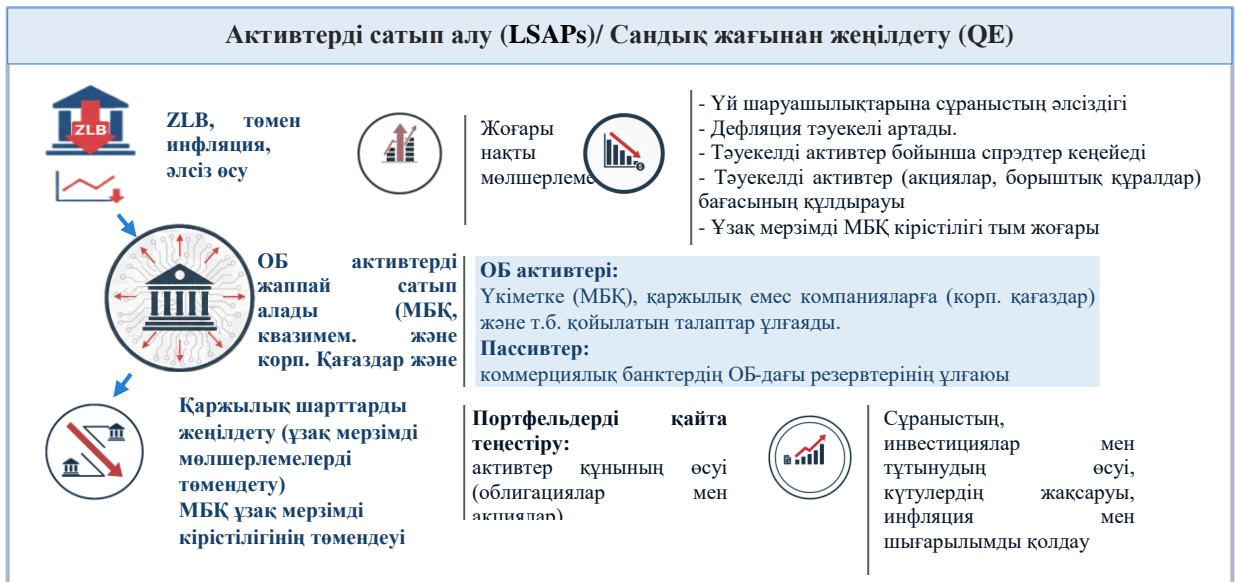 Активтерді сатып алу (LSAPs)/ Сандық жағынан жеңілдету (QE)
ZLB
ZLB, төмен
инфляция,
әлсіз өсу
Жоғары
нақты
мөлшерлеме
- Үй шаруашылықтарына сұраныстың әлсіздігі
- Дефляция тәуекелі артады.
- Тәуекелді активтер бойынша спрэдтер кеңейеді
- Тәуекелді активтер (акциялар, борыштық құралдар)
бағасының құлдырауы
- Ұзақ мерзімді МБҚ кірістілігі тым жоғары
ОБ активтерді
жаппай сатып
алады (МБҚ,
квазимем. және
корп. Қағаздар және
ОБ активтері:
Үкіметке (МБҚ), қаржылық емес компанияларға (корп. қағаздар)
және т.б. қойылатын талаптар ұлғаяды.
Пассивтер:
коммерциялық банктердің ОБ-дағы резервтерінің ұлғаюы
Қаржылық шарттарды
жеңілдету (ұзақ мерзімді
мөлшерлемелерді
төмендету)
МБҚ ұзақ мерзімді
кірістілігінің төмендеуі
Портфельдерді қайта
теңестіру:
активтер құнының өсуі
(облигациялар мен
акциялар)
Сұраныстың,
инвестициялар мен
тұтынудың өсуі,
күтулердің жақсаруы,
инфляция мен
шығарылымды қолдау